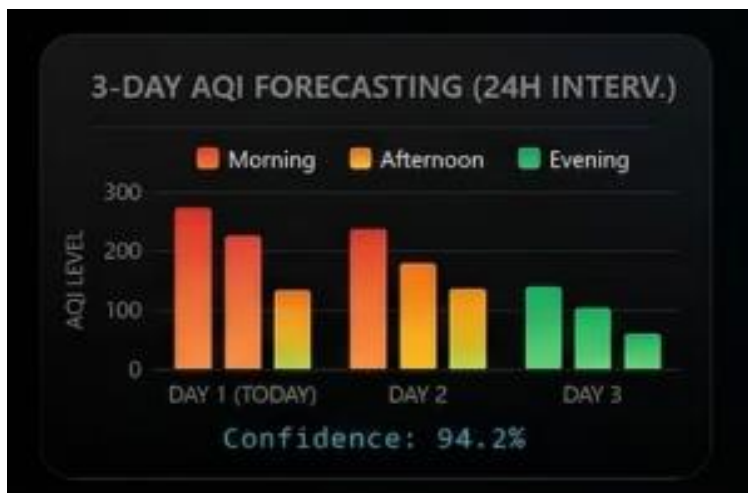 3-DAY AQI FORECASTING (24H INTERV.)
Morning Afternoon Evening
300
200
100
0
AQI LEVEL
DAY 1 (TODAY) DAY 2 DAY 3
Confidence: 94.2%